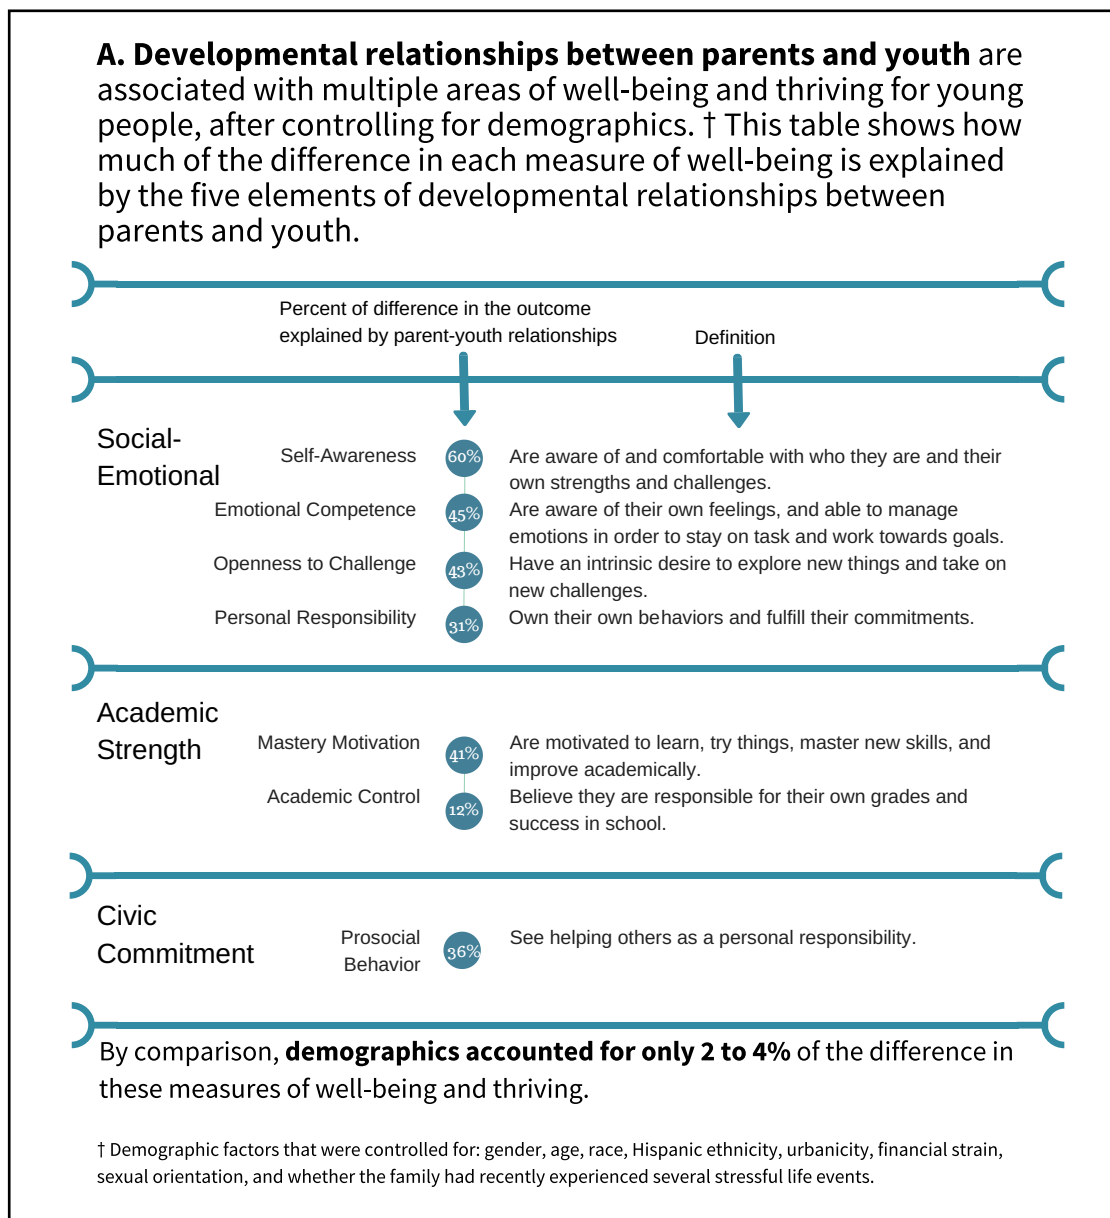 A. Developmental relationships between parents and youth are
associated with multiple areas of well-being and thriving for young
people, after controlling for demographics. † This table shows how
much of the difference in each measure of well-being is explained
by the five elements of developmental relationships between
parents and youth.
Percent of difference in the outcome
explained by parent-youth relationships
Definition
Social-
Emotional
Self-Awareness
60%
Are aware of and comfortable with who they are and their
own strengths and challenges.
Emotional Competence
45%
Are aware of their own feelings, and able to manage
emotions in order to stay on task and work towards goals.
Openness to Challenge
43%
Have an intrinsic desire to explore new things and take on
new challenges.
Personal Responsibility
31%
Own their own behaviors and fulfill their commitments.
Academic
Strength
Mastery Motivation
41%
Are motivated to learn, try things, master new skills, and
improve academically.
Academic Control
12%
Believe they are responsible for their own grades and
success in school.
Civic
Commitment
Prosocial
Behavior
36%
See helping others as a personal responsibility.
By comparison, demographics accounted for only 2 to 4% of the difference in
these measures of well-being and thriving.
† Demographic factors that were controlled for: gender, age, race, Hispanic ethnicity, urbanicity, financial strain,
sexual orientation, and whether the family had recently experienced several stressful life events.